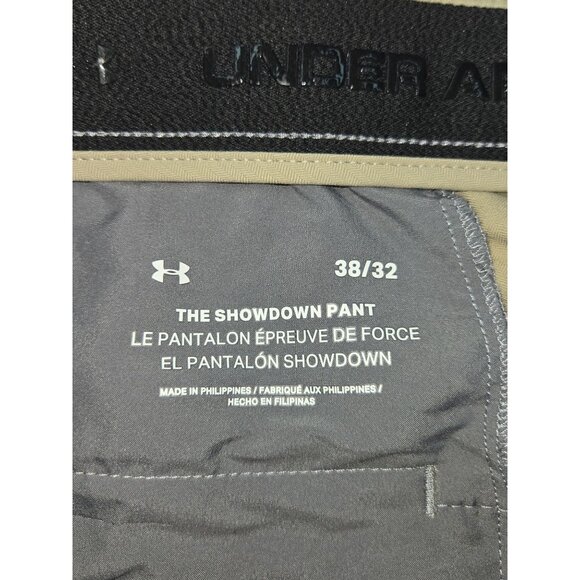 UNDER AR
38/32
THE SHOWDOWN PANT
LE PANTALON ÉPREUVE DE FORCE
EL PANTALÓN SHOWDOWN
MADE IN PHILIPPINES / FABRIQUÉ AUX PHILIPPINES /
HECHO EN FILIPINAS